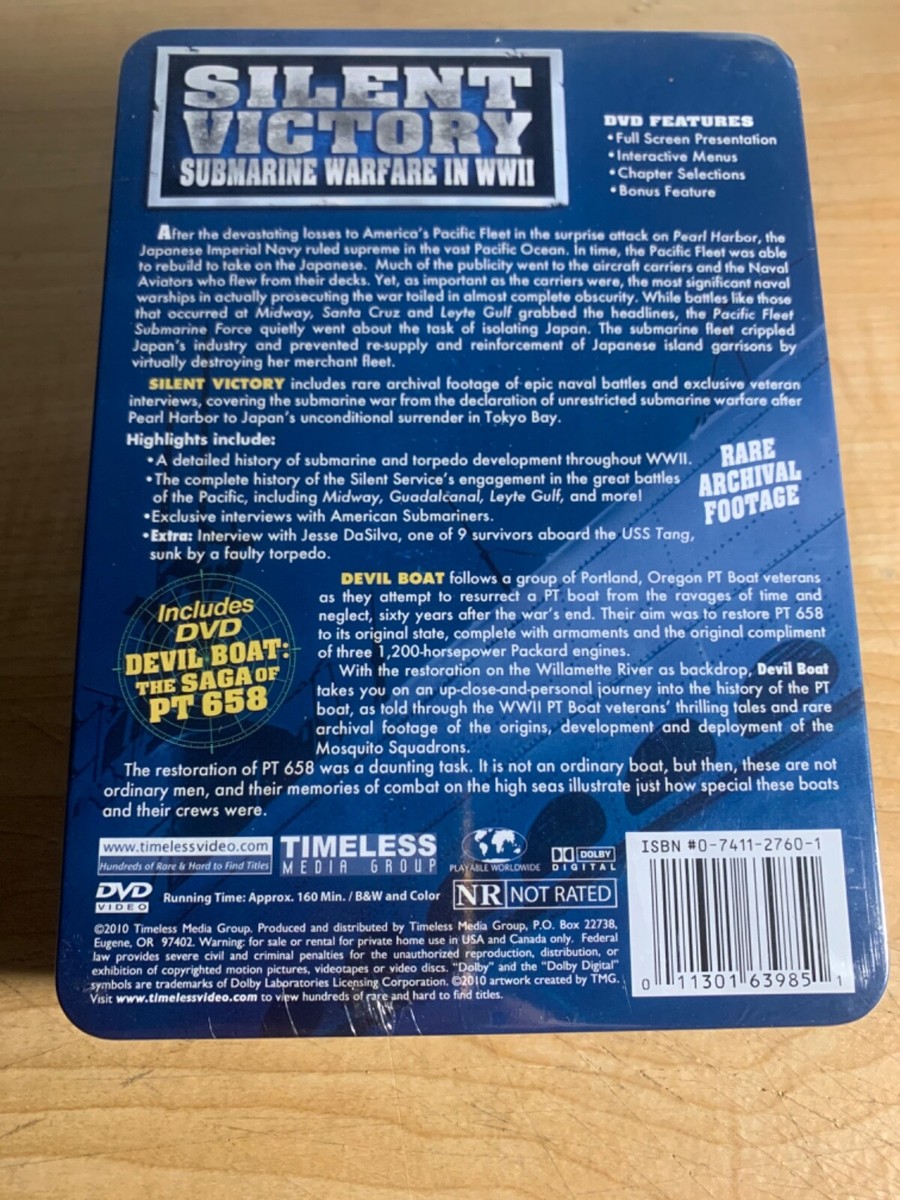 SILENT
VICTORY
SUBMARINE WARFARE IN WWII
DVD FEATURES
•Full Screen Presentation
•Interactive Menus
•Chapter Selections
•Bonus Feature
After the devastating losses to America's Pacific Fleet in the surprise attack on Pearl Harbor, the
Japanese Imperial Navy ruled supreme in the vast Pacific Ocean. In time, the Pacific Fleet was able
to rebuild to take on the Japanese. Much of the publicity went to the aircraft carriers and the Naval
Aviators who flew from their decks. Yet, as important as the carriers were, the most significant naval
warships in actually prosecuting the war toiled in almost complete obscurity. While battles like those
that occurred at Midway, Santa Cruz and Leyte Gulf grabbed the headlines, the Pacific Fleet
Submarine Force quietly went about the task of isolating Japan. The submarine fleet crippled
Japan's industry and prevented re-supply and reinforcement of Japanese island garrisons by
virtually destroying her merchant fleet.
SILENT VICTORY includes rare archival footage of epic naval battles and exclusive veteran
interviews, covering the submarine war from the declaration of unrestricted submarine warfare after
Pearl Harbor to Japan's unconditional surrender in Tokyo Bay.
Highlights include:
•A detailed history of submarine and torpedo development throughout WWII.
•The complete history of the Silent Service's engagement in the great battles
of the Pacific, including Midway, Guadalcanal, Leyte Gulf, and more!
•Exclusive interviews with American Submariners.
•Extra: Interview with Jesse DaSilva, one of 9 survivors aboard the USS Tang,
sunk by a faulty torpedo.
RARE
ARCHIVAL
FOOTAGE
Includes
DVD
DEVIL BOAT:
THE SAGA OF
PT 658
DEVIL BOAT follows a group of Portland, Oregon PT Boat veterans
as they attempt to resurrect a PT boat from the ravages of time and
neglect, sixty years after the war's end. Their aim was to restore PT 658
to its original state, complete with armaments and the original compliment
of three 1,200-horsepower Packard engines.
With the restoration on the Willamette River as backdrop, Devil Boat
takes you on an up-close-and-personal journey into the history of the PT
boat, as told through the WWII PT Boat veterans' thrilling tales and rare
archival footage of the origins, development and deployment of the
Mosquito Squadrons.
The restoration of PT 658 was a daunting task. It is not an ordinary boat, but then, these are not
ordinary men, and their memories of combat on the high seas illustrate just how special these boats
and their crews were.
www.timelessvideo.com
Hundreds of Rare & Hard to Find Titles
TIMELESS
MEDIA GROUP
PLAYABLE WORLDWIDE
DOLBY
DIGITAL
DVD
VIDEO
Running Time: Approx. 160 Min. / B&W and Color
NR NOT RATED
©2010 Timeless Media Group. Produced and distributed by Timeless Media Group, P.O. Box 22738,
Eugene, OR 97402. Warning: for sale or rental for private home use in USA and Canada only. Federal
law provides severe civil and criminal penalties for the unauthorized reproduction, distribution, or
exhibition of copyrighted motion pictures, videotapes or video discs. "Dolby" and the "Dolby Digital"
symbols are trademarks of Dolby Laboratories Licensing Corporation. ©2010 artwork created by TMG.
Visit www.timelessvideo.com to view hundreds of rare and hard to find titles.
ISBN #0-7411-2760-1
0 11301 63985 1